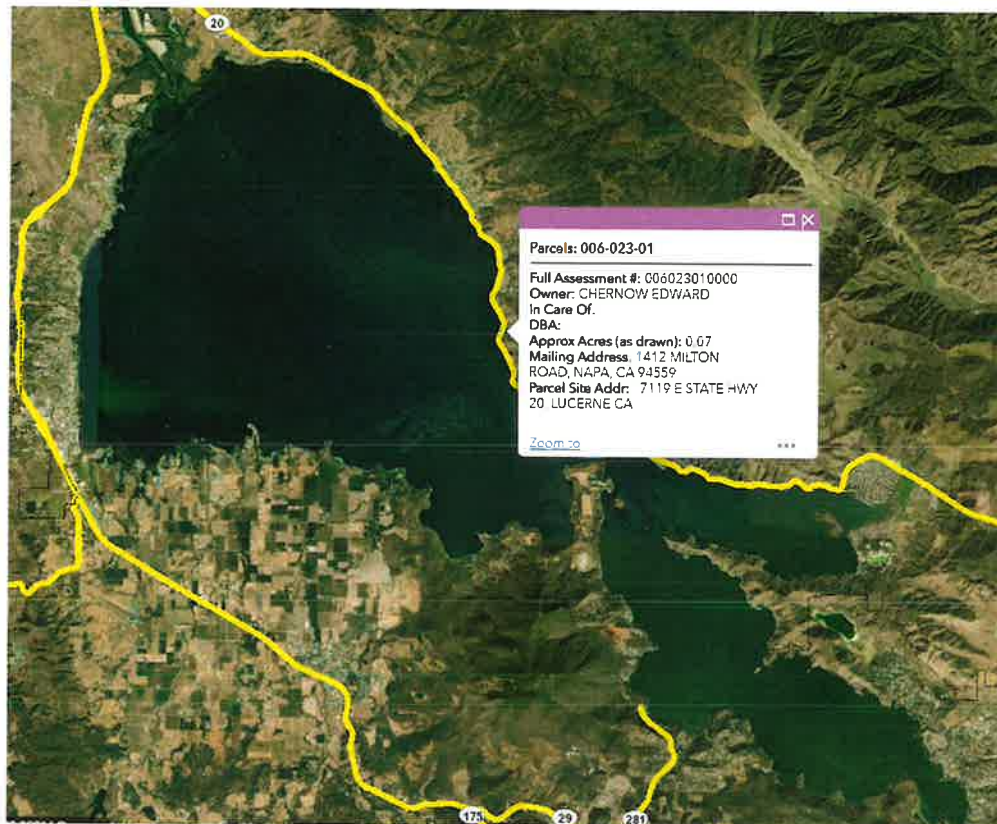 20
Parcels: 006-023-01
Full Assessment #: 006023010000
Owner: CHERNOW EDWARD
In Care Of:
DBA:
Approx Acres (as drawn): 0.07
Mailing Address: 1412 MILTON
ROAD, NAPA, CA 94559
Parcel Site Addr: 7119 E STATE HWY
20 LUCERNE CA
Zoom to
175
29
281